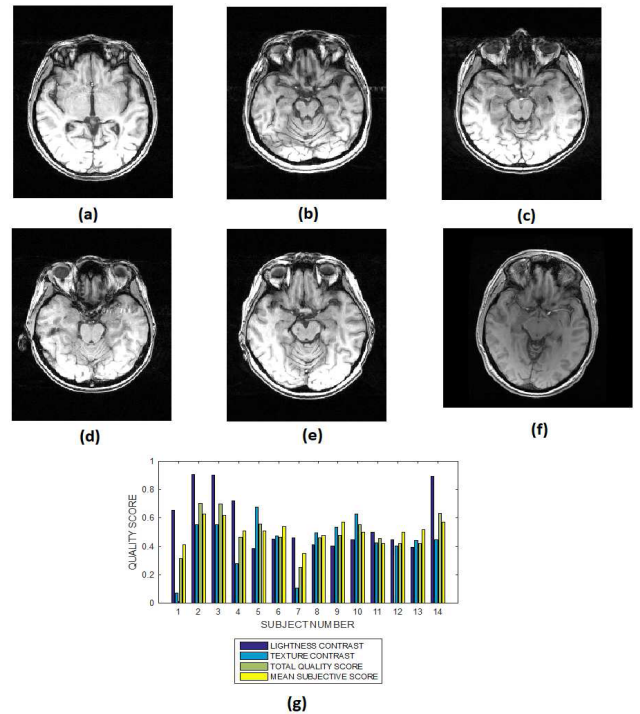 (a)
(b)
(c)
(d)
(e)
(f)
1
0.8
0.6
0.4
0.2
0
QUALITY SCORE
1 2 3 4 5 6 7 8 9 10 11 12 13 14
SUBJECT NUMBER
LIGHTNESS CONTRAST
TEXTURE CONTRAST
TOTAL QUALITY SCORE
MEAN SUBJECTIVE SCORE
(g)